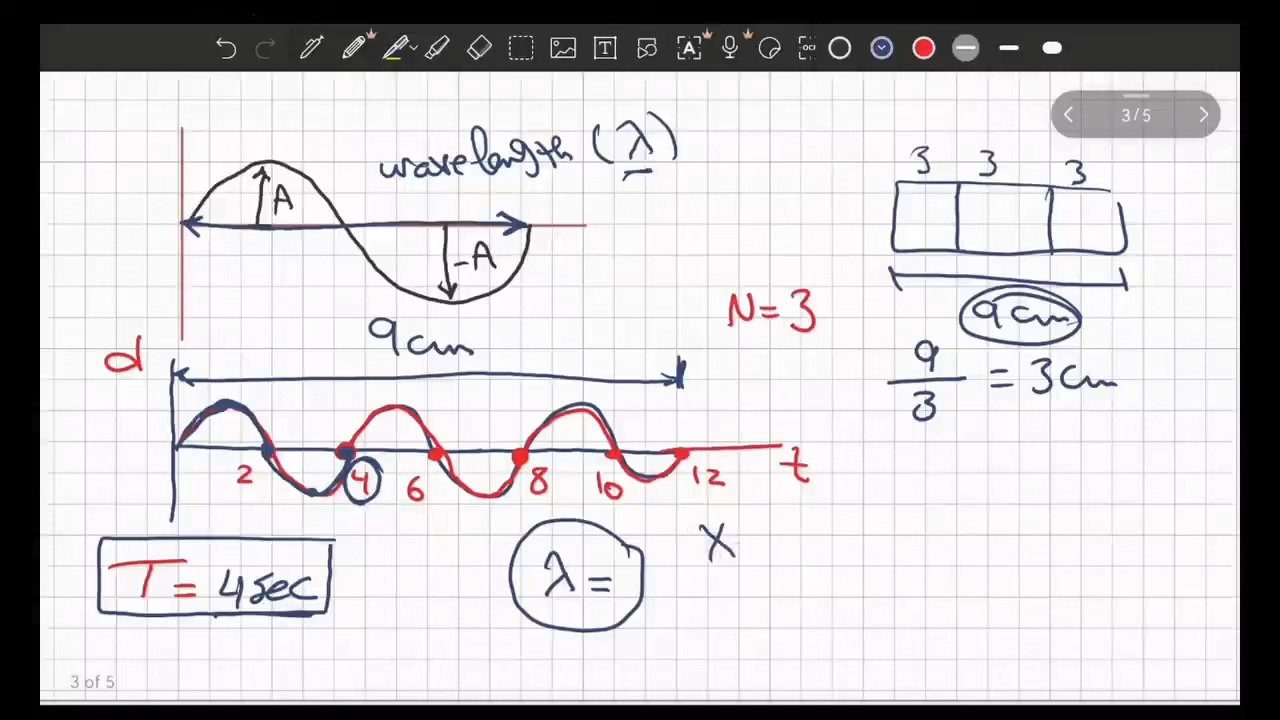 3/5
wavelength (λ)
A
-A
3 3 3
9cm
9/3 = 3cm
N=3
9cm
d
2 4 6 8 10 12 t
T = 4sec
λ =
X
3 of 5